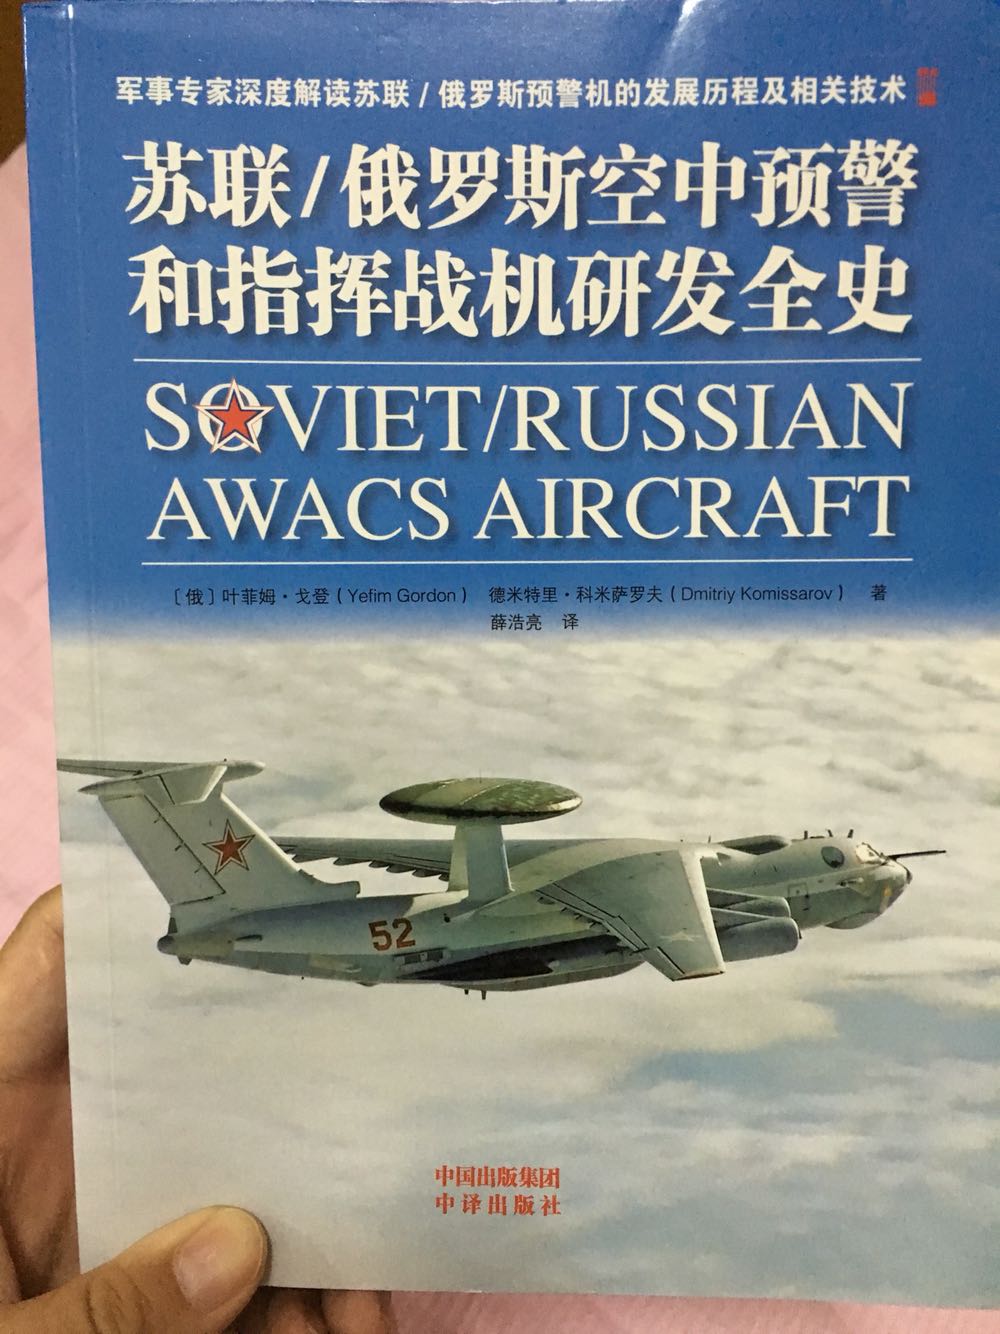 军事专家深度解读苏联/俄罗斯预警机的发展历程及相关技术
苏联/俄罗斯空中预警
和指挥战机研发全史
SOVIET/RUSSIAN
AWACS AIRCRAFT
〔俄〕叶菲姆·戈登(Yefim Gordon) 德米特里·科米萨罗夫(Dmitriy Komissarov) 著
薛浩亮 译
52
中国出版集团
中译出版社